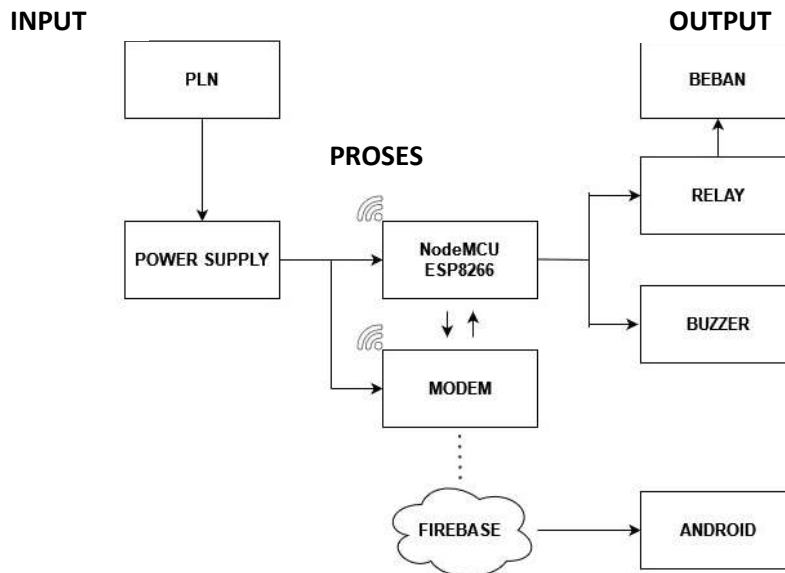 INPUT
OUTPUT
PLN
BEBAN
PROSES
RELAY
POWER SUPPLY
NodeMCU
ESP8266
BUZZER
MODEM
FIREBASE
ANDROID